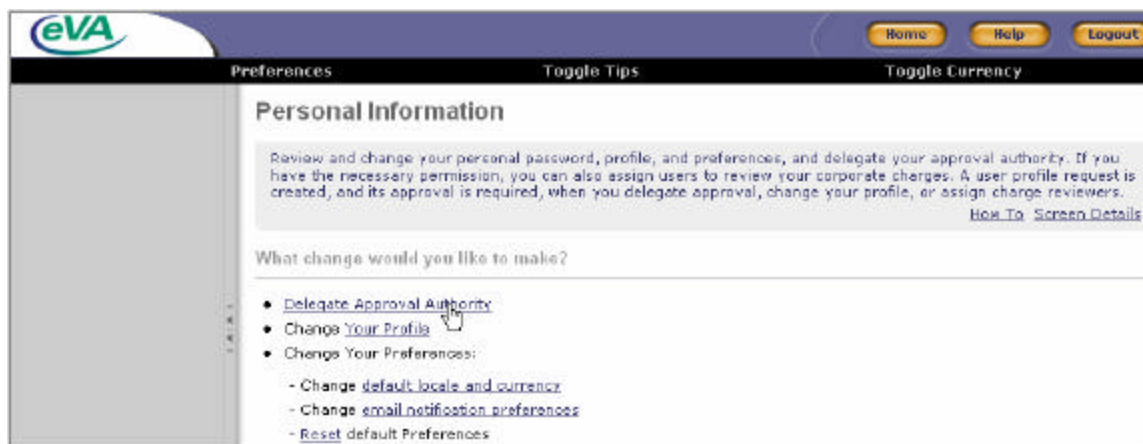 eVA
Home Help Logout
Preferences Toggle Tips Toggle Currency
Personal Information
Review and change your personal password, profile, and preferences, and delegate your approval authority. If you
have the necessary permission, you can also assign users to review your corporate charges. A user profile request is
created, and its approval is required, when you delegate approval, change your profile, or assign charge reviewers.
How To Screen Details
What change would you like to make?
• Delegate Approval Authority
• Change Your Profile
• Change Your Preferences:
- Change default locale and currency
- Change email notification preferences
- Reset default Preferences